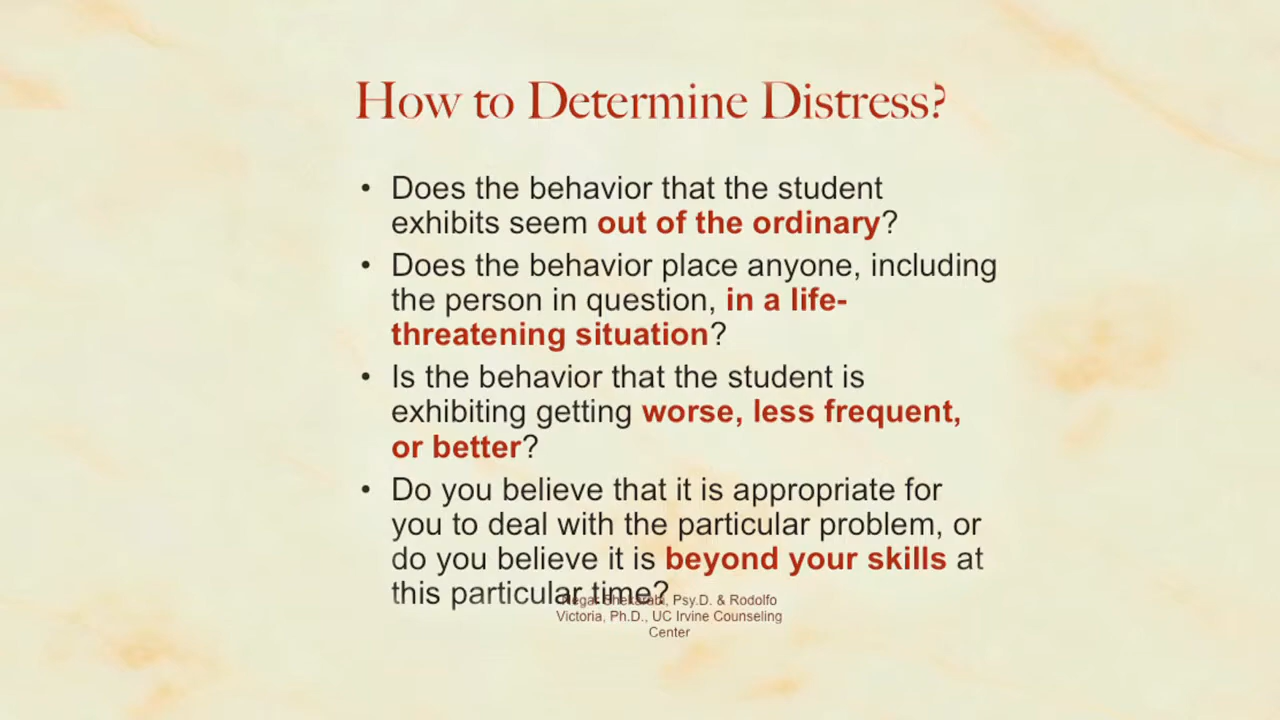 How to Determine Distress?
• Does the behavior that the student
exhibits seem out of the ordinary?
• Does the behavior place anyone, including
the person in question, in a life-
threatening situation?
• Is the behavior that the student is
exhibiting getting worse, less frequent,
or better?
• Do you believe that it is appropriate for
you to deal with the particular problem, or
do you believe it is beyond your skills at
this particular time?
Negar Shekarabi, Psy.D. & Rodolfo
Victoria, Ph.D., UC Irvine Counseling
Center